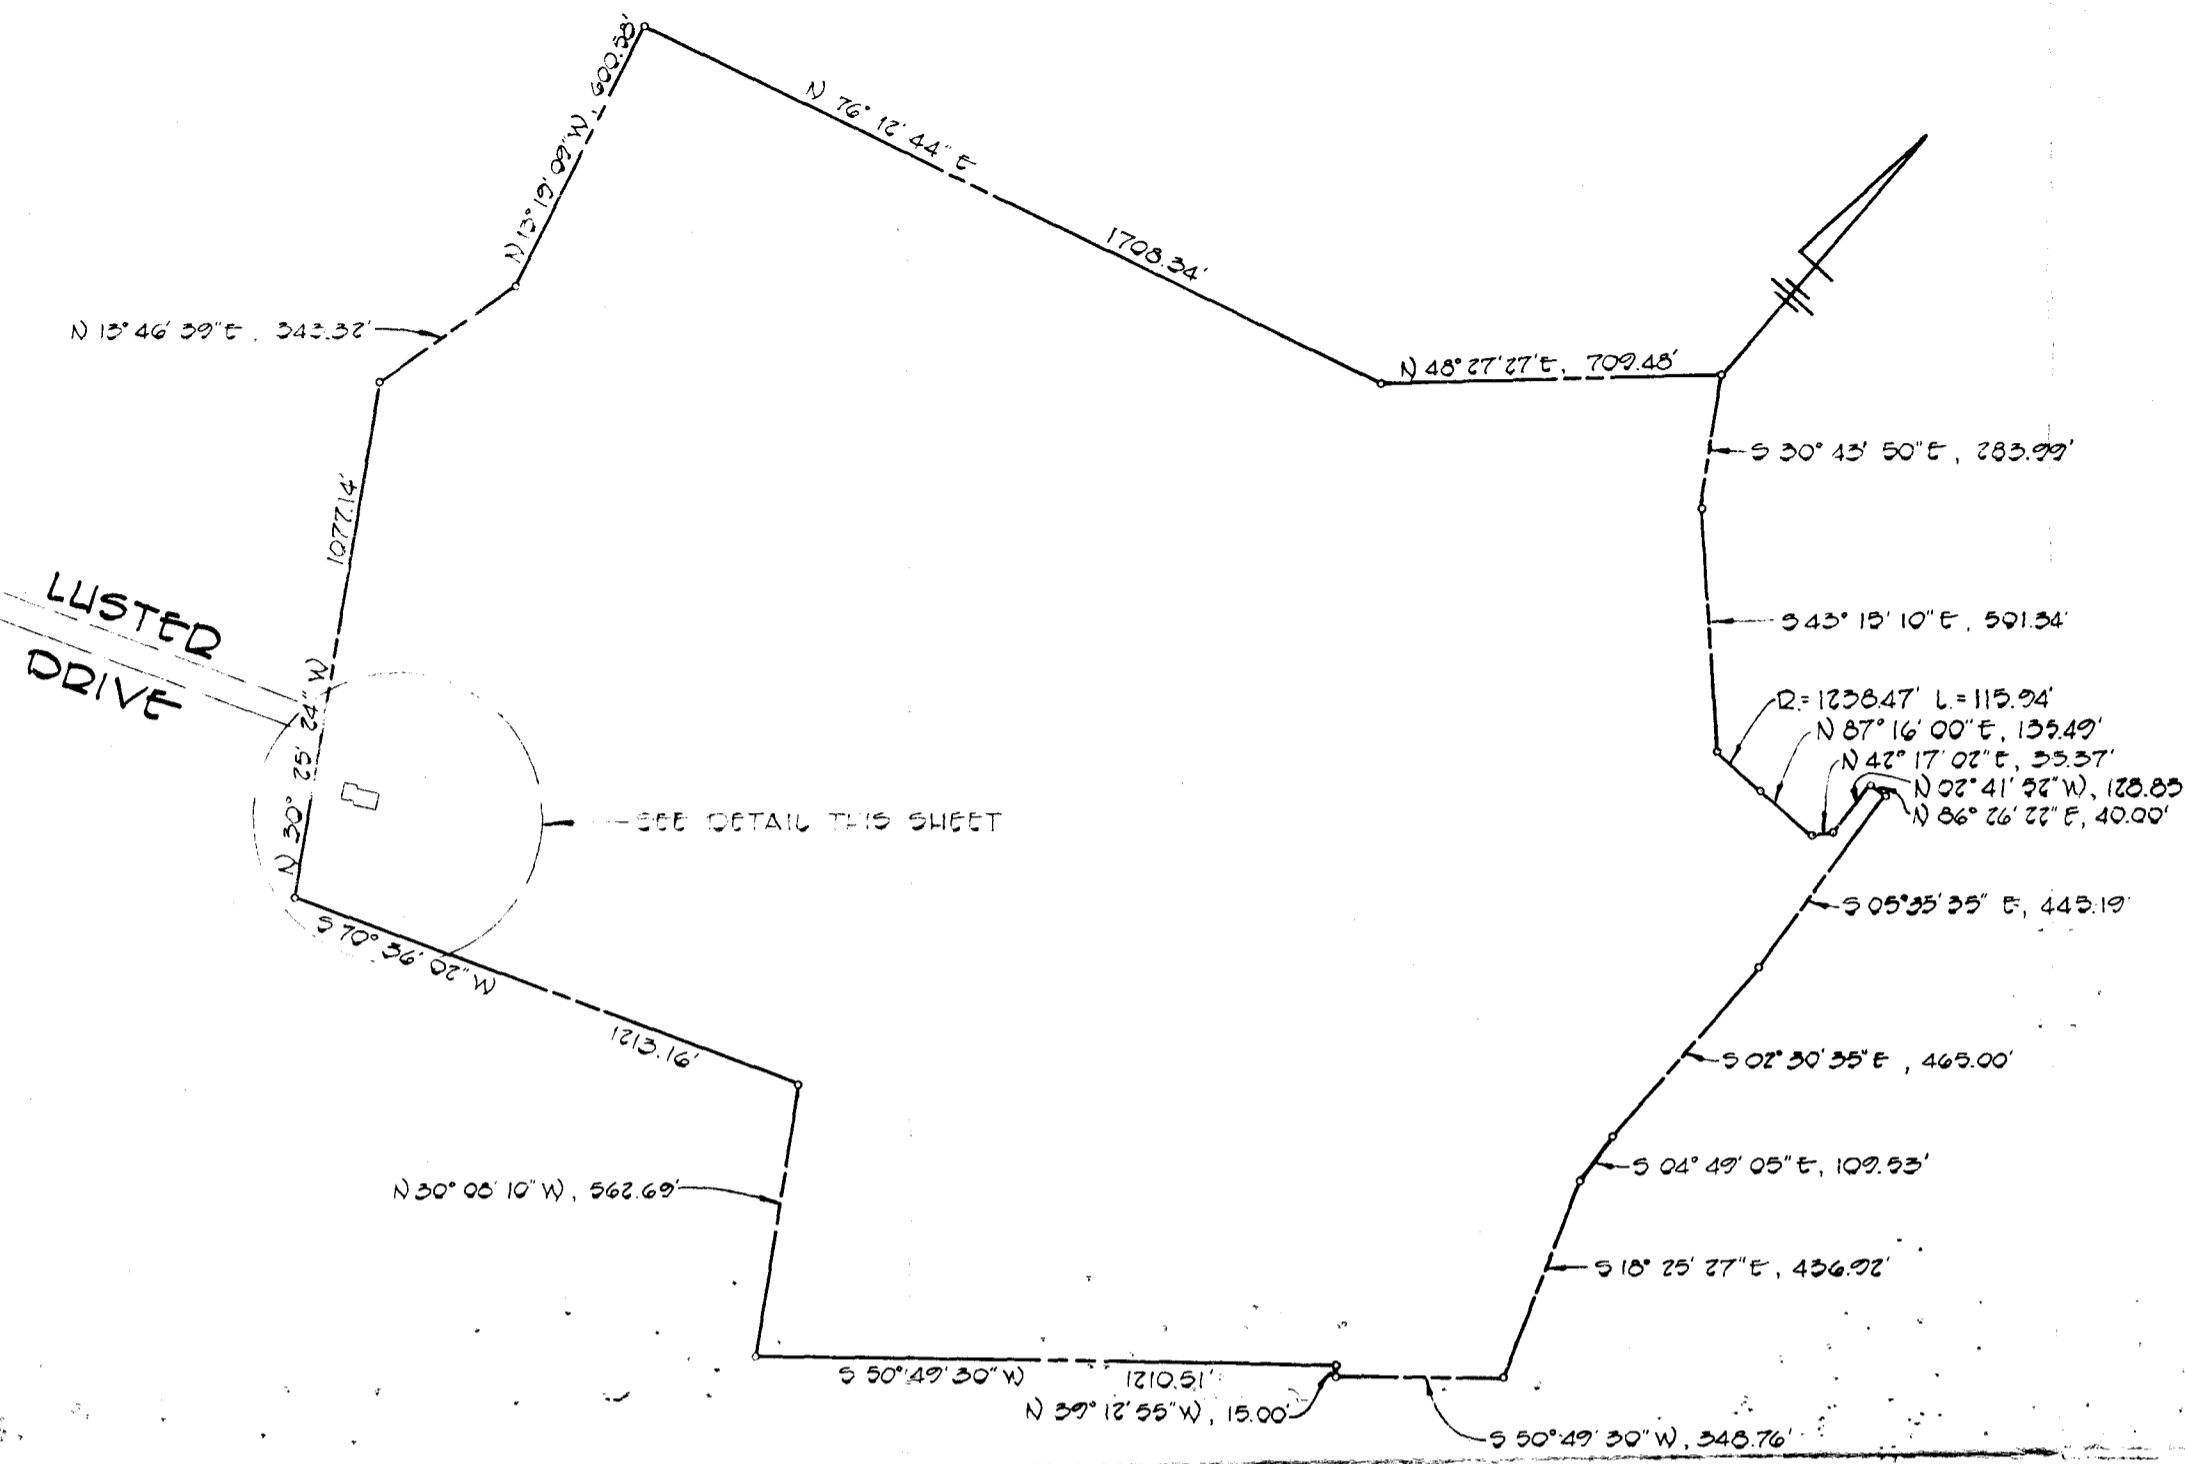 N 13° 19' 09" W, 600.58'
N 76° 12' 44" E
1708.34'
N 13° 46' 39" E, 343.32'
N 48° 27' 27" E, 709.48'
S 30° 43' 50" E, 283.99'
1077.14'
N 30° 25' 24" W
LUSTER
DRIVE
S 43° 15' 10" E, 501.34'
R.=1238.47' L.=115.94'
N 87° 16' 00" E, 135.49'
N 42° 17' 02" E, 35.37'
N 02° 41' 52" W, 128.85
N 86° 26' 22" E, 40.00'
SEE DETAIL THIS SHEET
S 05° 35' 35" E, 445.19'
S 70° 36' 02" W
1213.16'
S 02° 30' 35" E, 465.00'
S 04° 49' 05" E, 109.53'
N 30° 08' 10" W, 562.69'
S 18° 25' 27" E, 436.92'
S 50° 49' 30" W
1210.51'
N 39° 12' 55" W, 15.00'
S 50° 49' 30" W, 348.76'